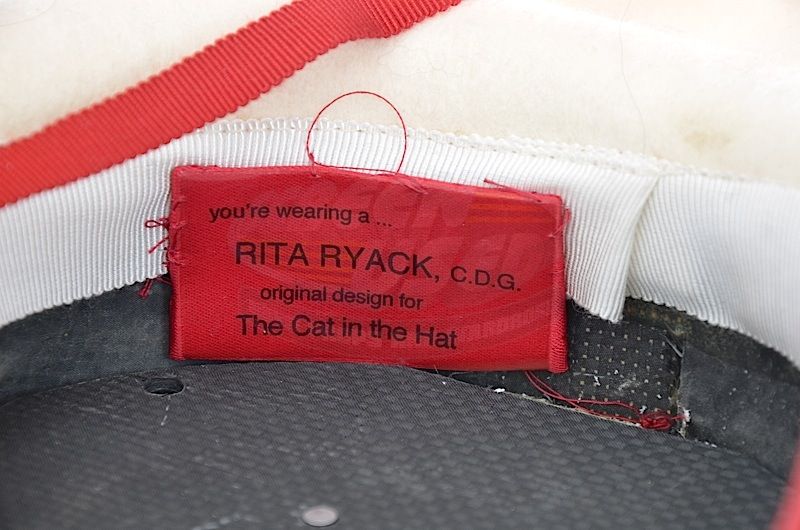 you're wearing a ...
RITA RYACK, C.D.G.
original design for
The Cat in the Hat